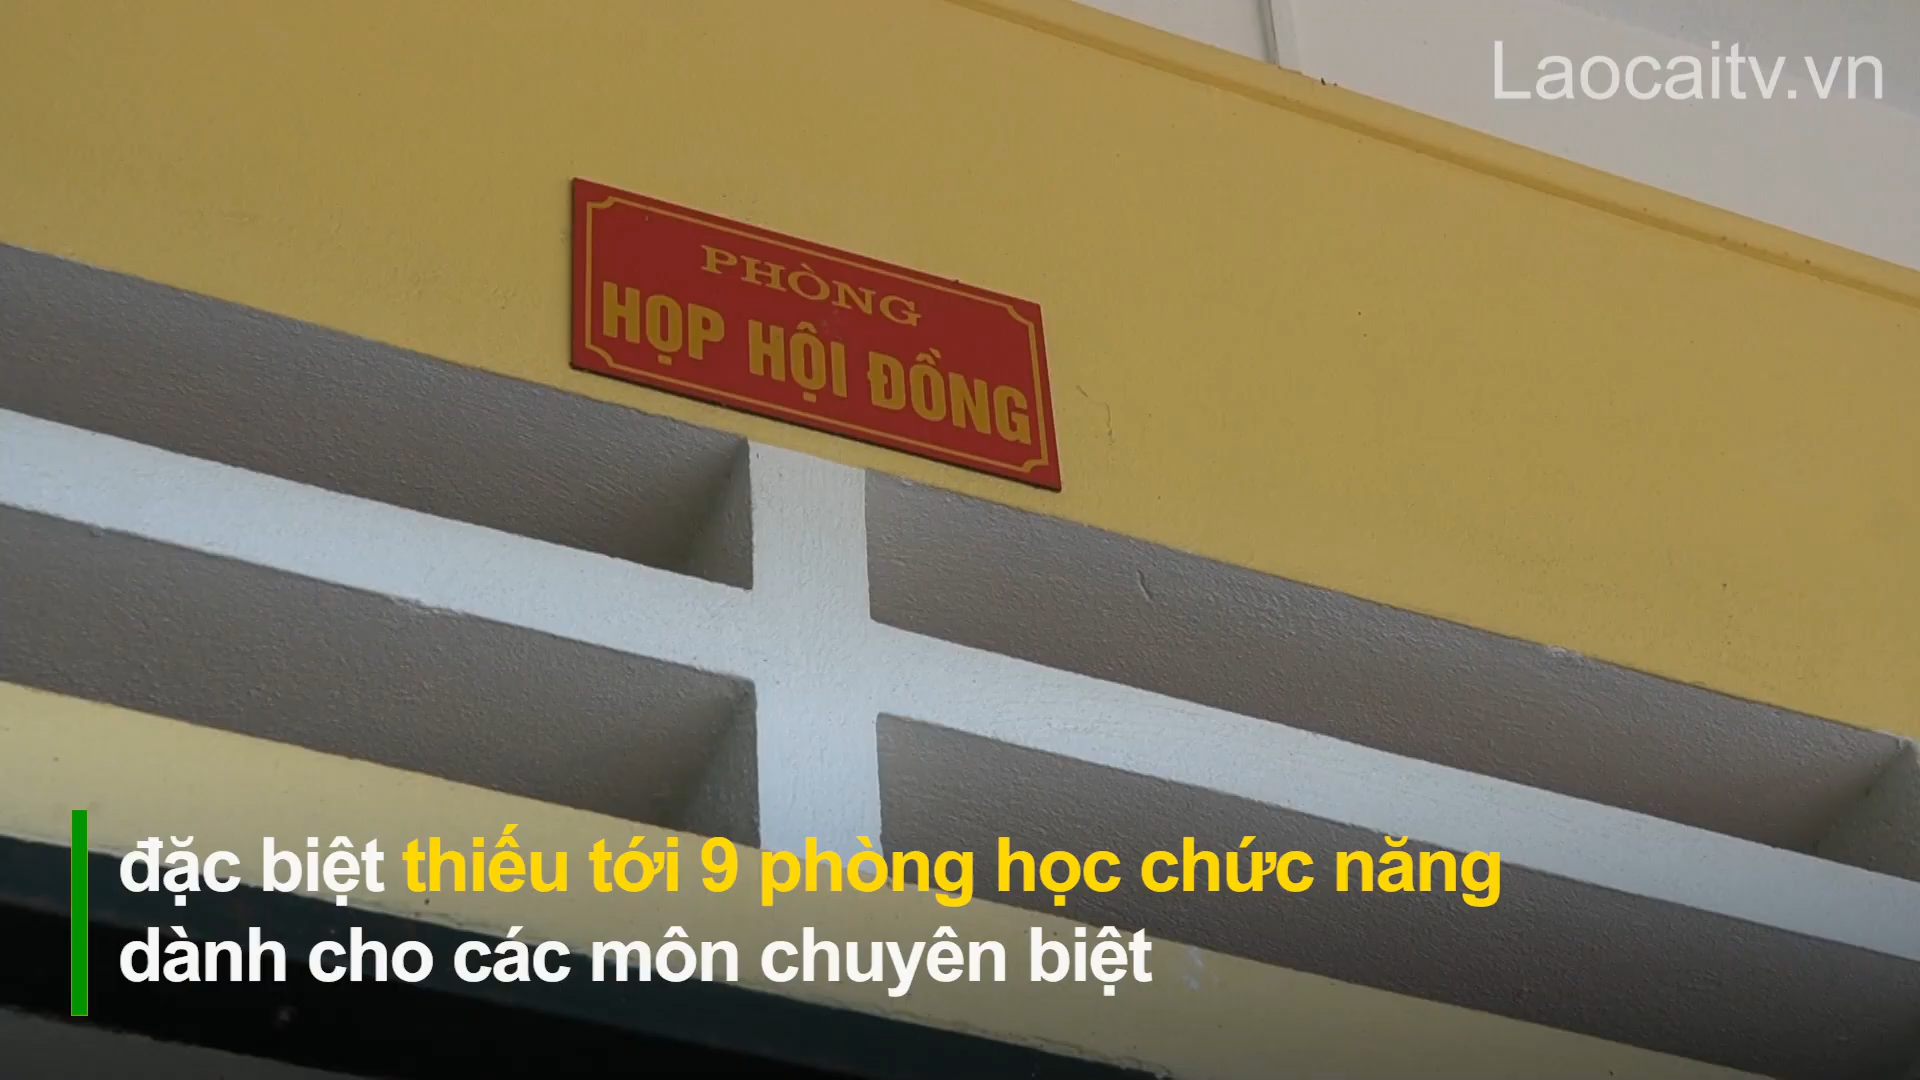 Laocaitv.vn
PHÒNG
HỌP HỘI ĐỒNG
đặc biệt thiếu tới 9 phòng học chức năng
dành cho các môn chuyên biệt